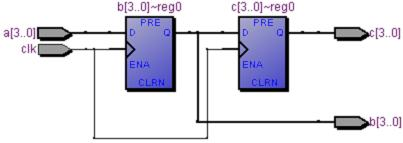 b[3..0]~reg0
c[3..0]~reg0
PRE
D Q
ENA
CLRN
PRE
D Q
ENA
CLRN
a[3..0]
clk
c[3..0]
b[3..0]